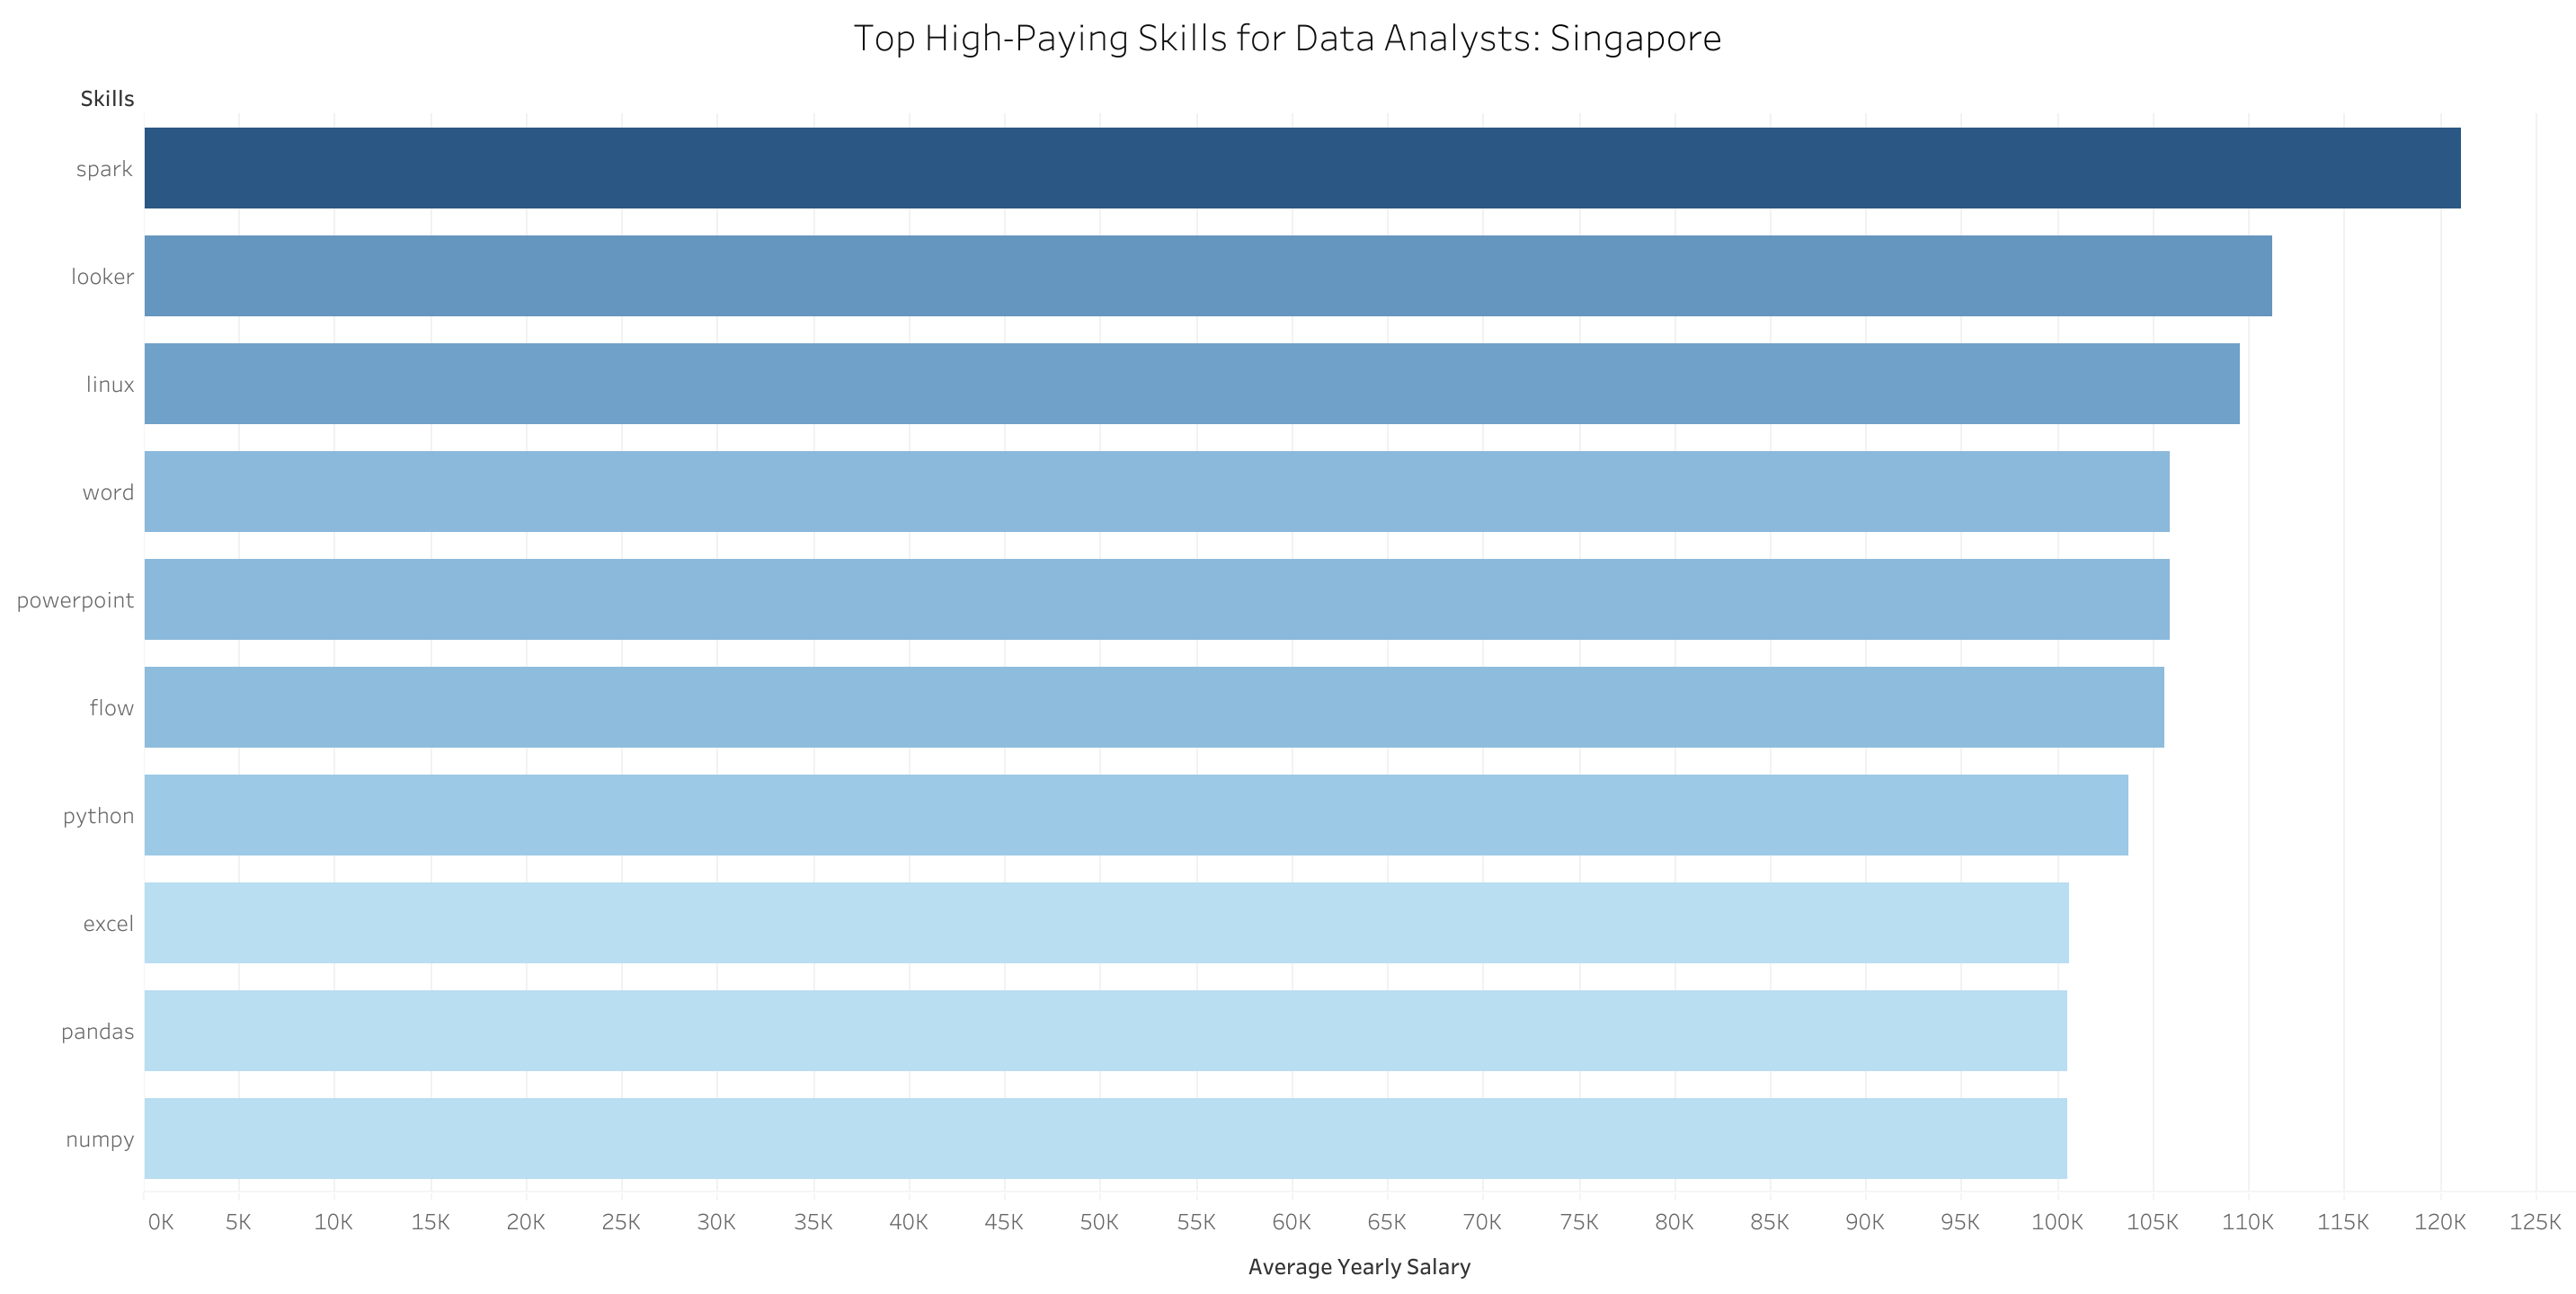 Top High-Paying Skills for Data Analysts: Singapore
Skills
spark
looker
linux
word
powerpoint
flow
python
excel
pandas
numpy
0K 5K 10K 15K 20K 25K 30K 35K 40K 45K 50K 55K 60K 65K 70K 75K 80K 85K 90K 95K 100K 105K 110K 115K 120K 125K
Average Yearly Salary